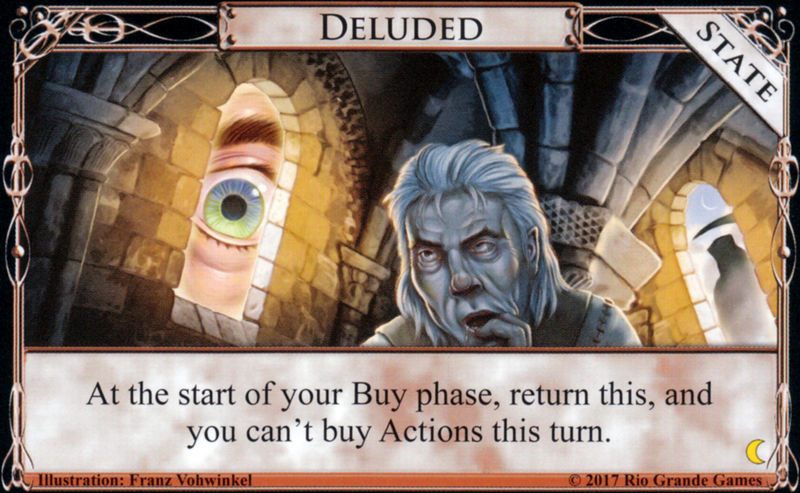 DELUDED
STATE
At the start of your Buy phase, return this, and
you can't buy Actions this turn.
Illustration: Franz Vohwinkel
© 2017 Rio Grande Games